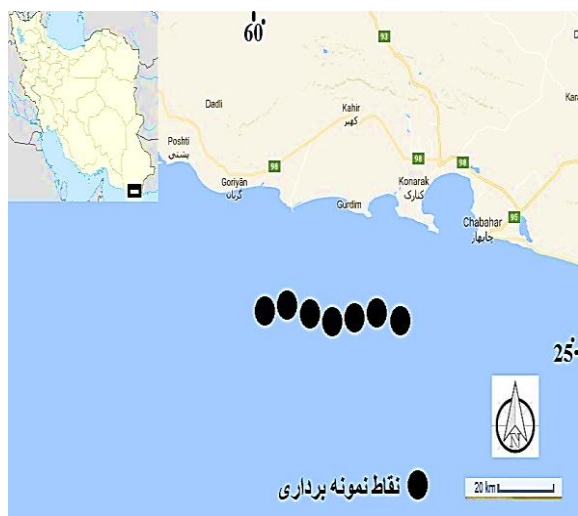 60
93
Dadli
Kahir
کهیر
Poshti
پشتی
98
98
98
Konarak
کنارک
Goriyān
گریان
Gurdim
Chabahar
چابهار
95
25
N
نقاط نمونه برداری
20 km